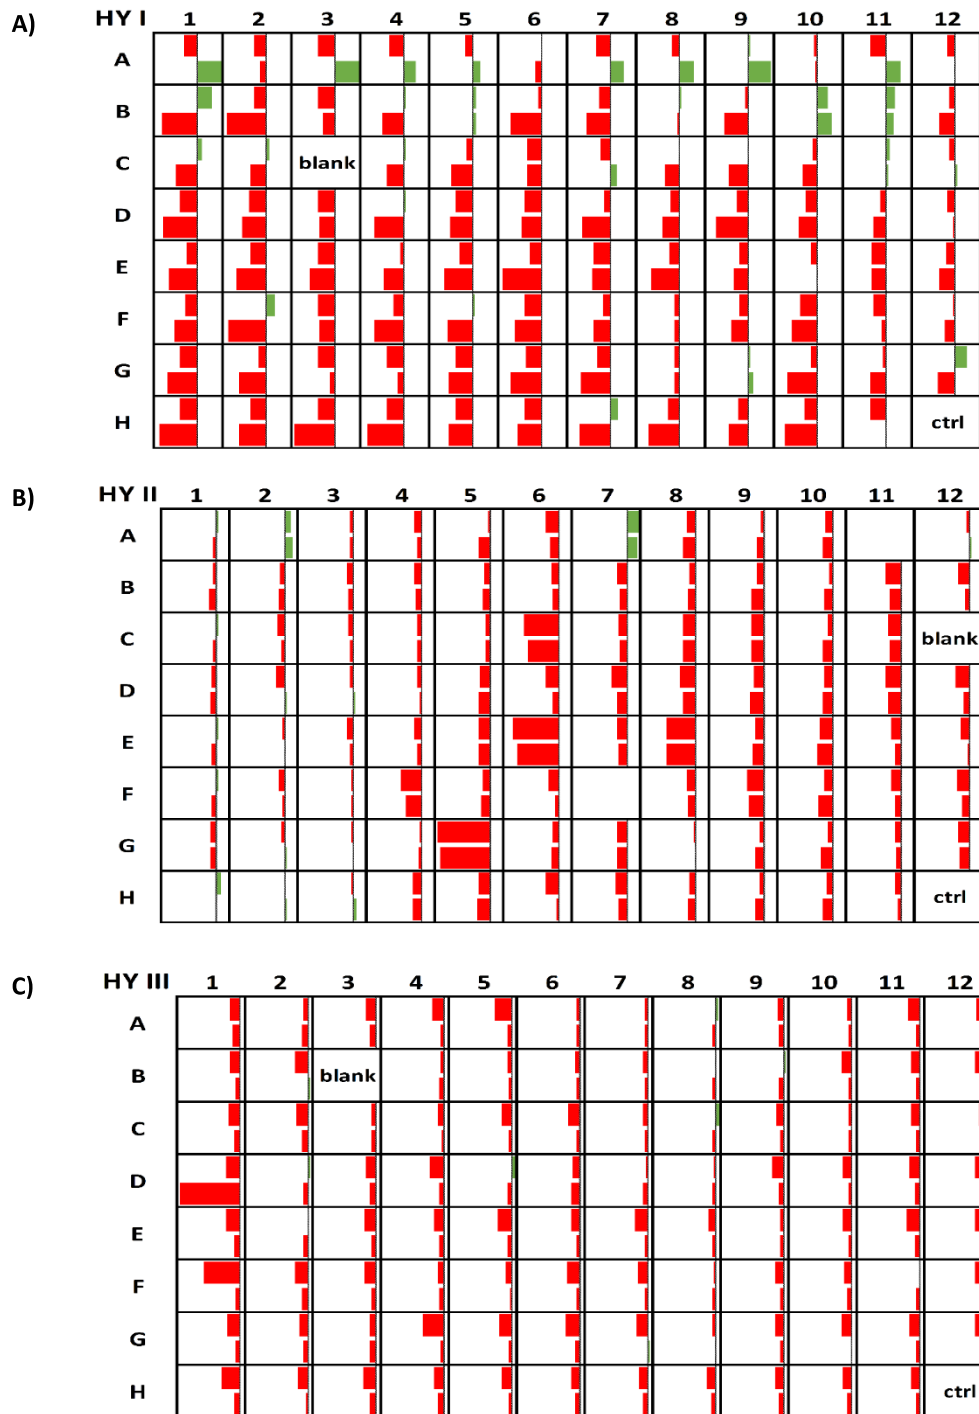 A)
HY I 1 2 3 4 5 6 7 8 9 10 11 12
A
B
C blank
D
E
F
G
H ctrl
B)
HY II 1 2 3 4 5 6 7 8 9 10 11 12
A
B
C blank
D
E
F
G
H ctrl
C)
HY III 1 2 3 4 5 6 7 8 9 10 11 12
A
B blank
C
D
E
F
G
H ctrl